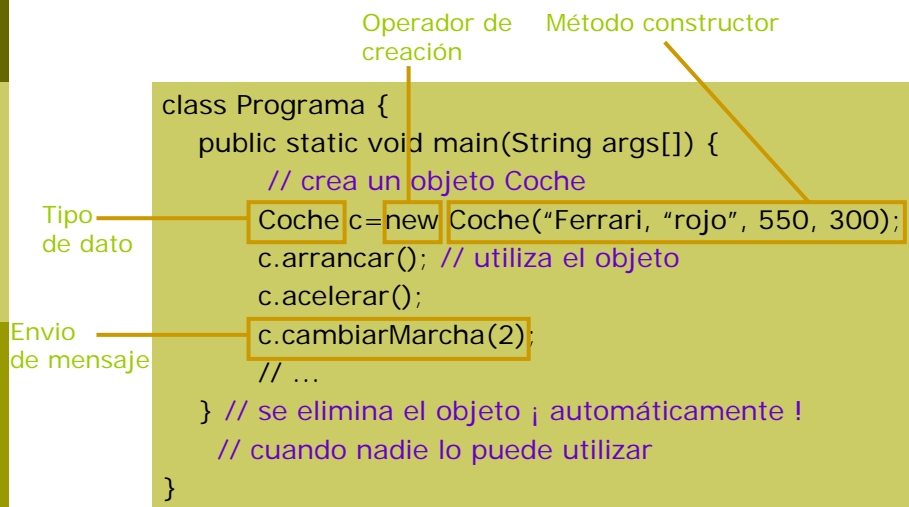 Operador de
creación
Método constructor
class Programa {
public static void main(String args[]) {
// crea un objeto Coche
Tipo
de dato
Coche c=new Coche("Ferrari, "rojo", 550, 300);
c.arrancar(); // utiliza el objeto
c.acelerar();
Envio
de mensaje
c.cambiarMarcha(2);
// ...
} // se elimina el objeto ¡ automáticamente !
// cuando nadie lo puede utilizar
}